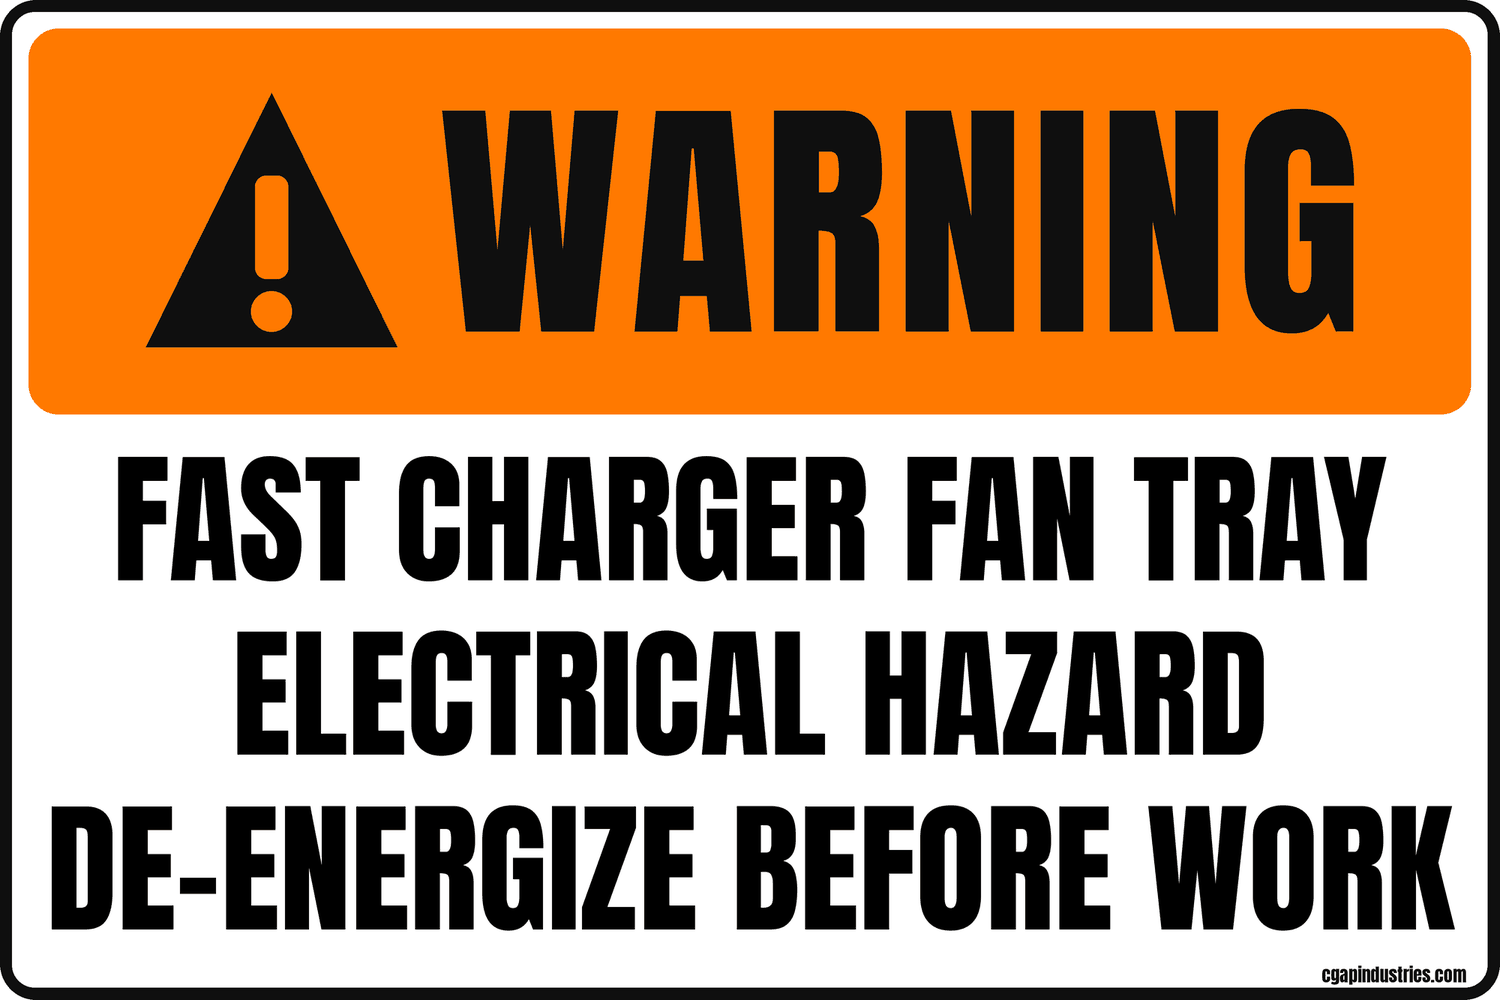 WARNING
FAST CHARGER FAN TRAY
ELECTRICAL HAZARD
DE-ENERGIZE BEFORE WORK
cgapindustries.com